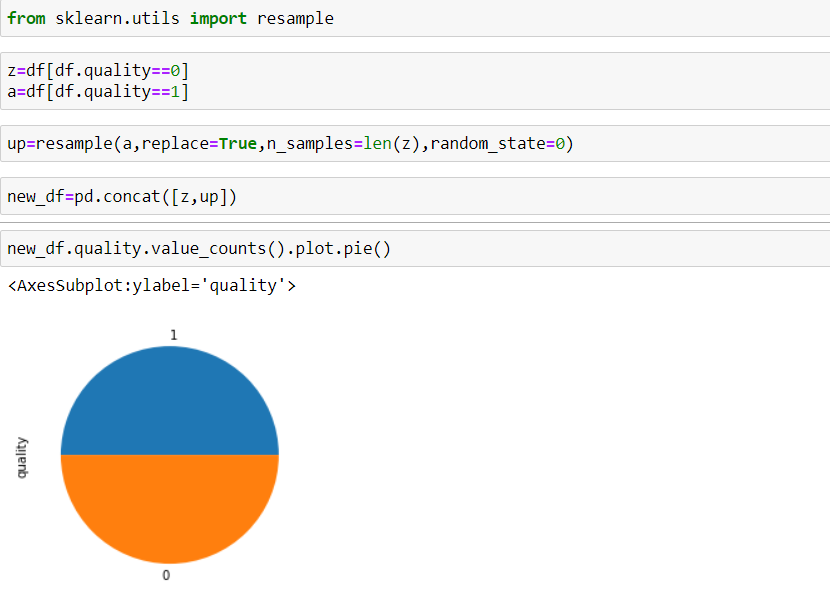 from sklearn.utils import resample
z=df[df.quality==0]
a=df[df.quality==1]
up=resample(a,replace=True,n_samples=len(z),random_state=0)
new_df=pd.concat([z,up])
new_df.quality.value_counts().plot.pie()
<AxesSubplot:ylabel='quality'>
1
quality
0